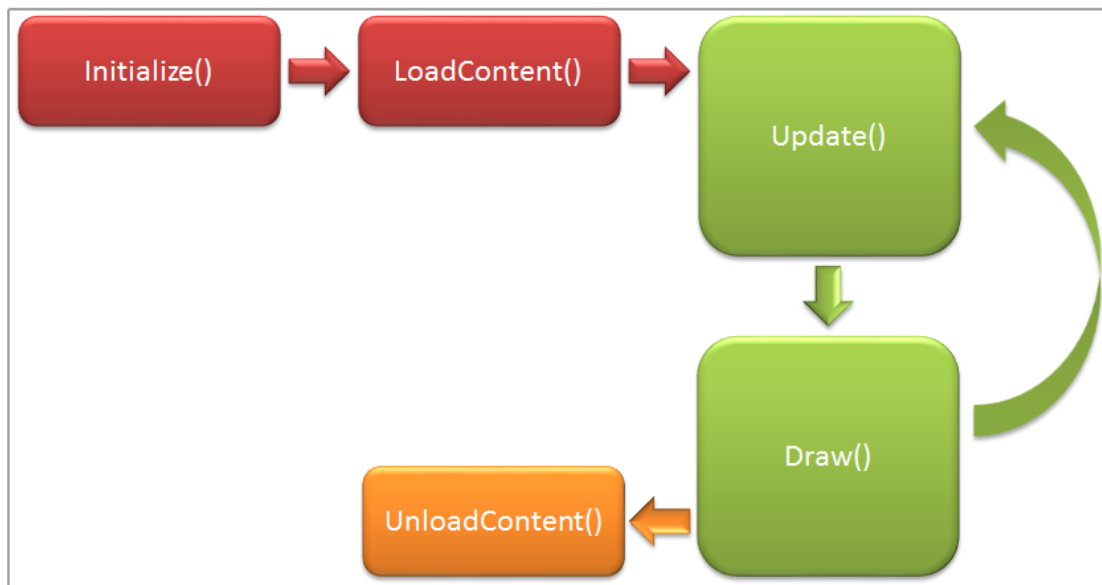 Initialize()
LoadContent()
Update()
Draw()
UnloadContent()